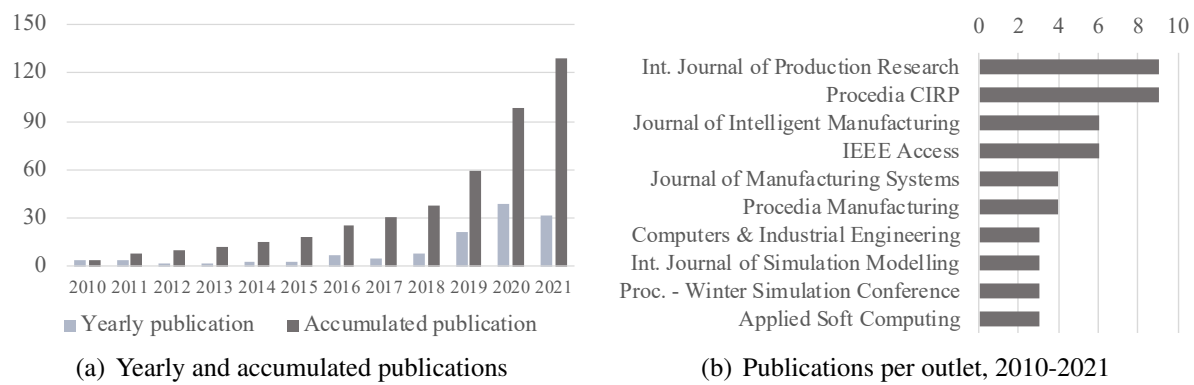 150
120
90
60
30
0
2010 2011 2012 2013 2014 2015 2016 2017 2018 2019 2020 2021
Yearly publication Accumulated publication
(a) Yearly and accumulated publications
0 2 4 6 8 10
Int. Journal of Production Research
Procedia CIRP
Journal of Intelligent Manufacturing
IEEE Access
Journal of Manufacturing Systems
Procedia Manufacturing
Computers & Industrial Engineering
Int. Journal of Simulation Modelling
Proc. - Winter Simulation Conference
Applied Soft Computing
(b) Publications per outlet, 2010-2021